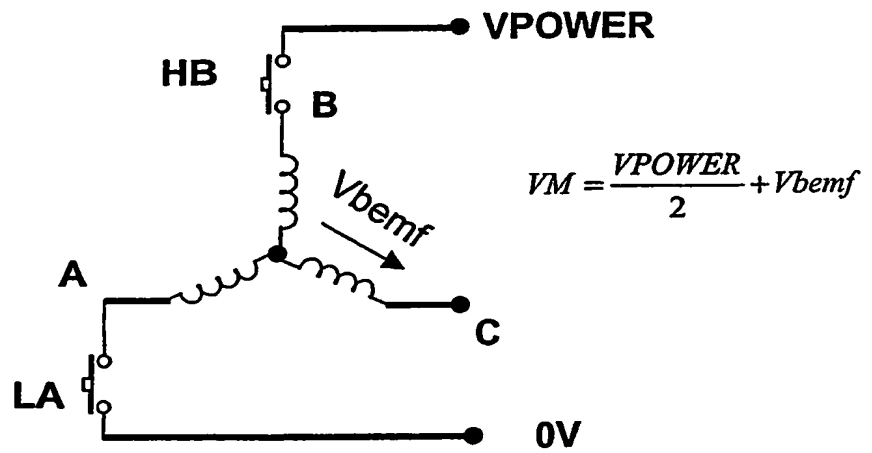 VPOWER
HB
B
VM = VPOWER/2 + Vbemf
Vbemf
A
C
LA
0V